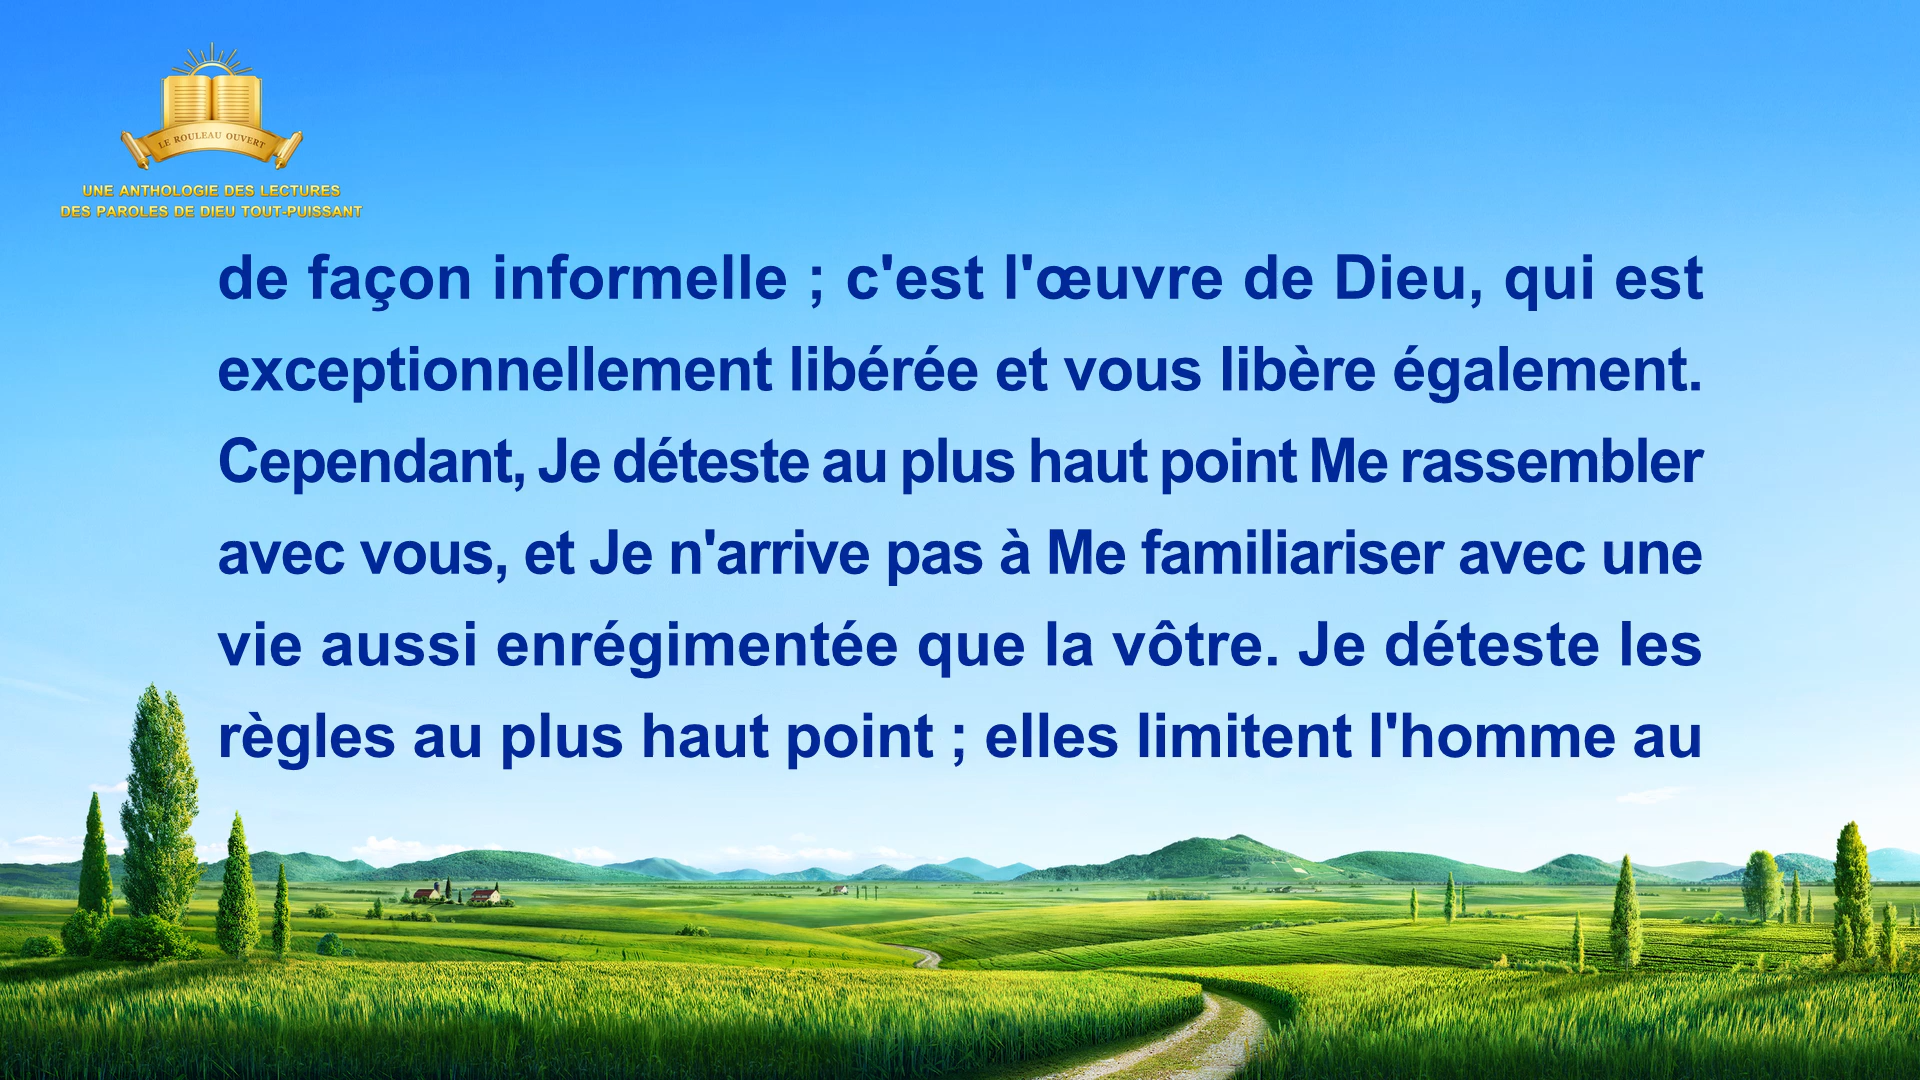 LE ROULEAU OUVERT
UNE ANTHOLOGIE DES LECTURES
DES PAROLES DE DIEU TOUT-PUISSANT
de façon informelle ; c'est l'œuvre de Dieu, qui est
exceptionnellement libérée et vous libère également.
Cependant, Je déteste au plus haut point Me rassembler
avec vous, et Je n'arrive pas à Me familiariser avec une
vie aussi enrégimentée que la vôtre. Je déteste les
règles au plus haut point ; elles limitent l'homme au